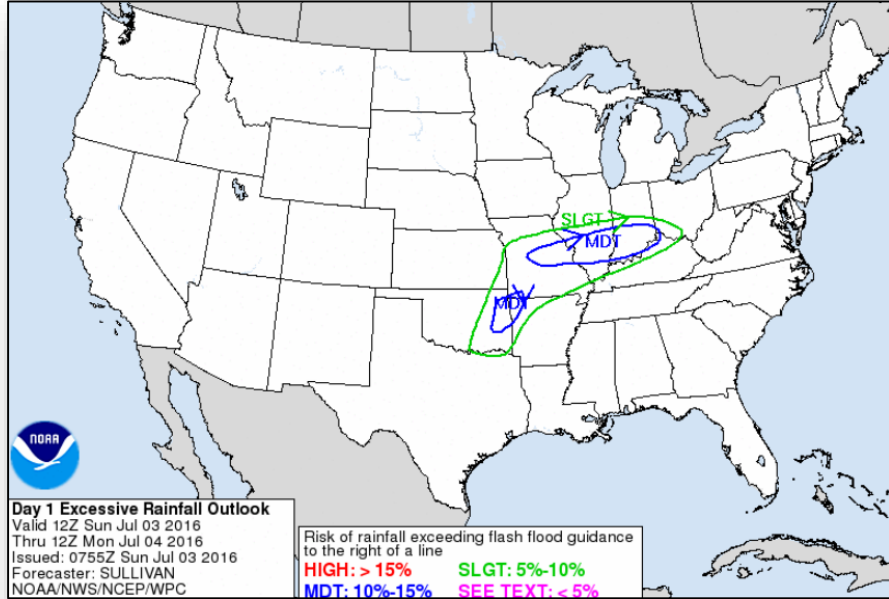 SLGT
MDT
MDT
NOAA
Day 1 Excessive Rainfall Outlook
Valid 12Z Sun Jul 03 2016
Thru 12Z Mon Jul 04 2016
Issued: 0755Z Sun Jul 03 2016
Forecaster: SULLIVAN
NOAA/NWS/NCEP/WPC
Risk of rainfall exceeding flash flood guidance
to the right of a line
HIGH: > 15% SLGT: 5%-10%
MDT: 10%-15% SEE TEXT: < 5%